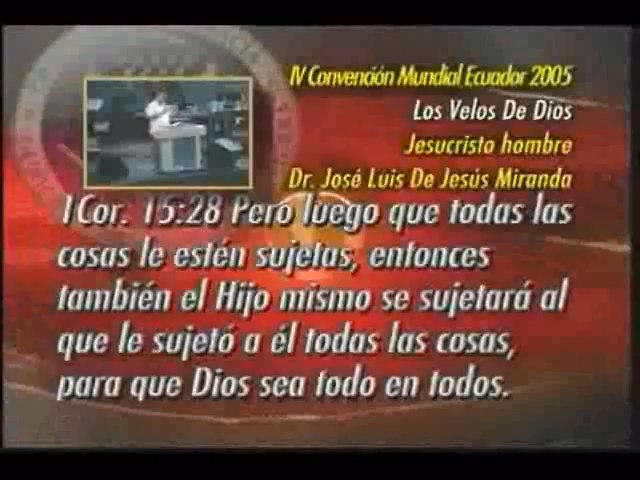 IV Convención Mundial Ecuador 2005
Los Velos De Dios
Jesucristo hombre
Dr. José Luis De Jesús Miranda
1Cor. 15:28 Pero luego que todas las
cosas le estén sujetas, entonces
también el Hijo mismo se sujetará al
que le sujetó a él todas las cosas,
para que Dios sea todo en todos.